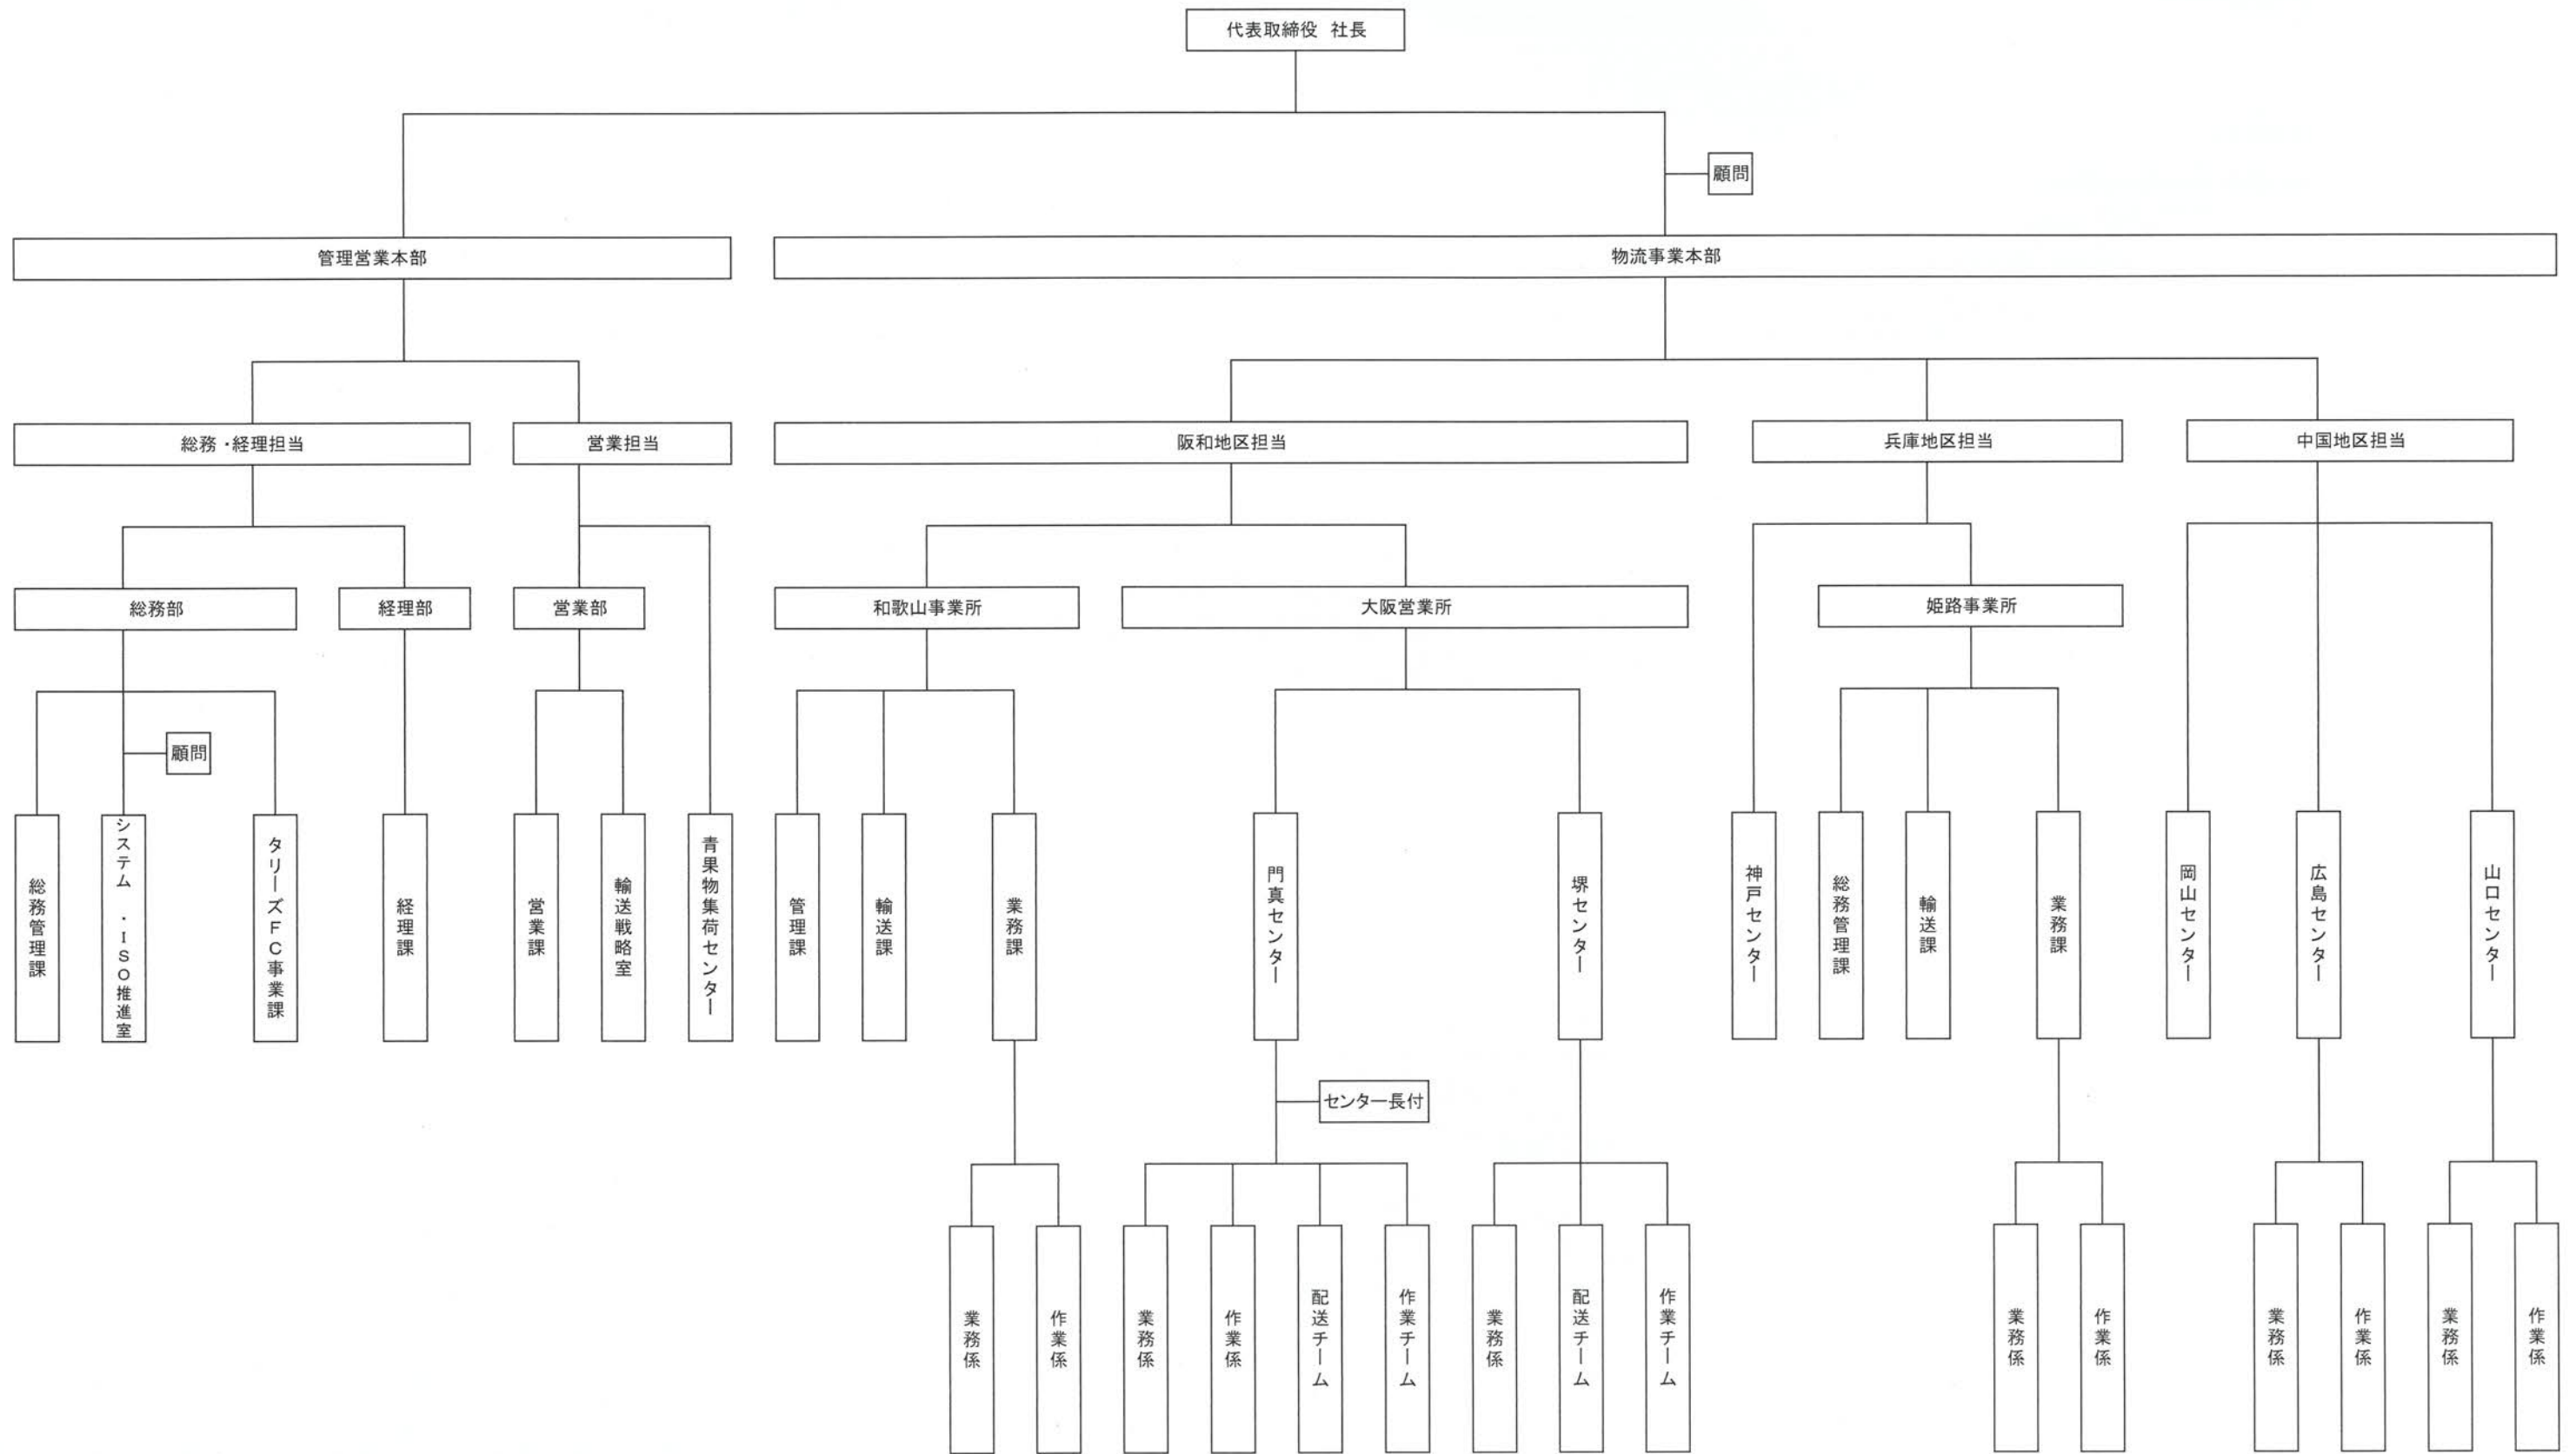 代表取締役 社長
顧問
管理営業本部
物流事業本部
総務・経理担当
営業担当
阪和地区担当
兵庫地区担当
中国地区担当
総務部
経理部
営業部
和歌山事業所
大阪営業所
姫路事業所
顧問
総務管理課
システム ・ISO推進室
タリーズFC事業課
経理課
営業課
輸送戦略室
青果物集荷センター
管理課
輸送課
業務課
門真センター
堺センター
神戸センター
総務管理課
輸送課
業務課
岡山センター
広島センター
山口センター
センター長付
業務係
作業係
業務係
作業係
配送チーム
作業チーム
業務係
配送チーム
作業チーム
業務係
作業係
業務係
作業係
業務係
作業係